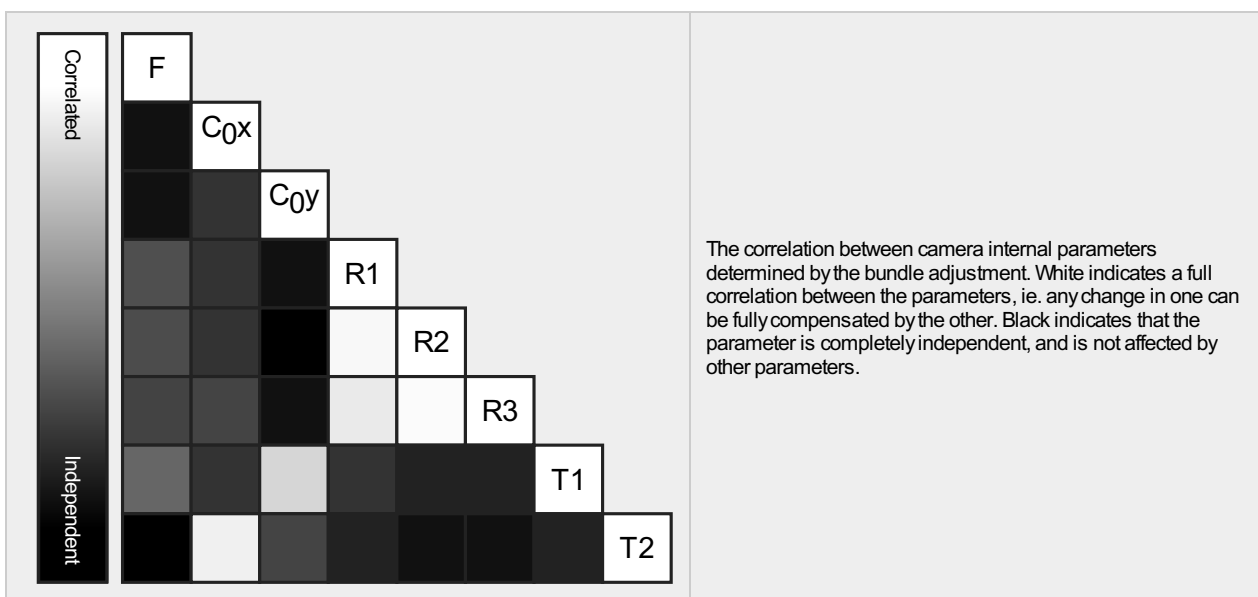 Correlated
Independent
F
C0x
C0y
R1
R2
R3
T1
T2
The correlation between camera internal parameters
determined by the bundle adjustment. White indicates a full
correlation between the parameters, ie. any change in one can
be fully compensated by the other. Black indicates that the
parameter is completely independent, and is not affected by
other parameters.